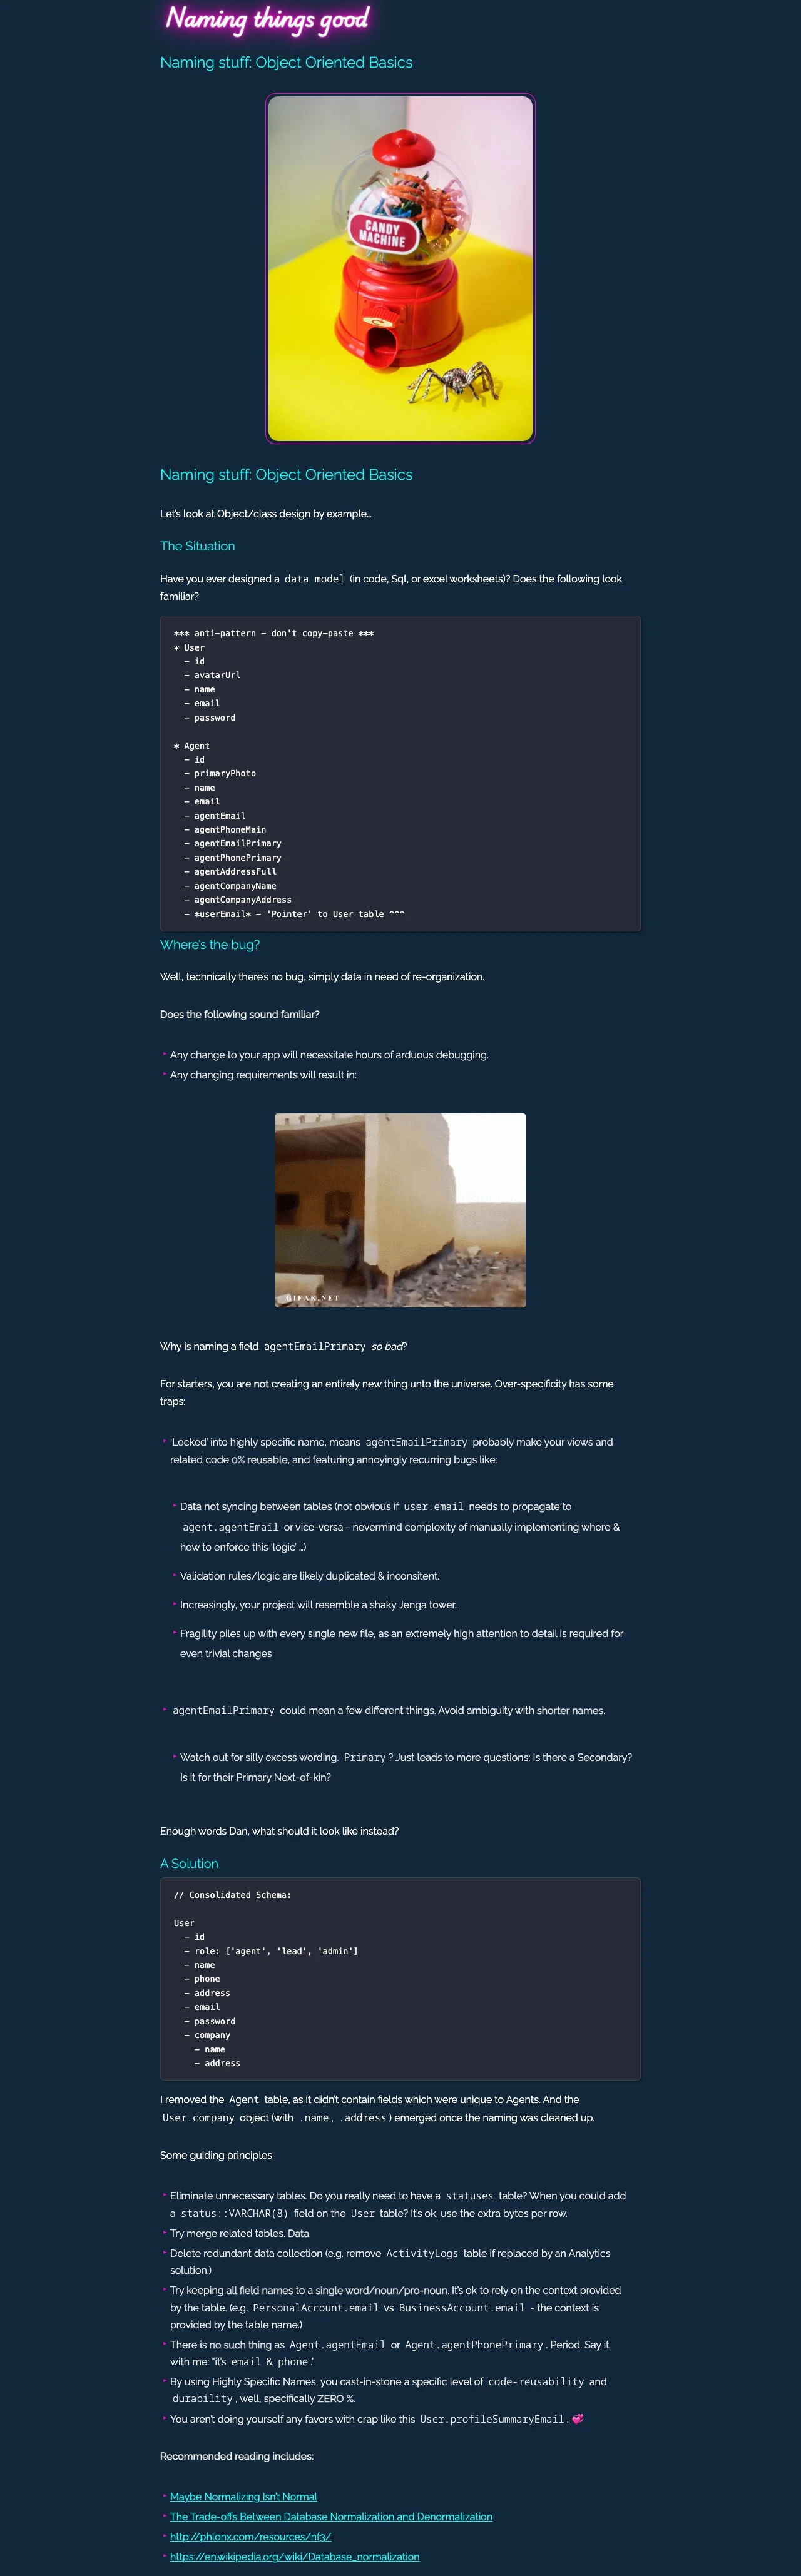 Naming things good
Naming stuff: Object Oriented Basics
CANDY
MACHINE
Naming stuff: Object Oriented Basics
Let's look at Object/class design by example…
The Situation
Have you ever designed a data model (in code, Sql, or excel worksheets)? Does the following look
familiar?
*** anti-pattern - don't copy-paste ***
* User
- id
- avatarUrl
- name
- email
- password
* Agent
- id
- primaryPhoto
- name
- email
- agentEmail
- agentPhoneMain
- agentEmailPrimary
- agentPhonePrimary
- agentAddressFull
- agentCompanyName
- agentCompanyAddress
- *userEmail* - 'Pointer' to User table ^^^
Where's the bug?
Well, technically there's no bug, simply data in need of re-organization.
Does the following sound familiar?
‣ Any change to your app will necessitate hours of arduous debugging.
‣ Any changing requirements will result in:
GIFAK.NET
Why is naming a field agentEmailPrimary so bad?
For starters, you are not creating an entirely new thing unto the universe. Over-specificity has some
traps:
‣ 'Locked' into highly specific name, means agentEmailPrimary probably make your views and
related code 0% reusable, and featuring annoyingly recurring bugs like:
‣ Data not syncing between tables (not obvious if user.email needs to propagate to
agent.agentEmail or vice-versa - nevermind complexity of manually implementing where &
how to enforce this 'logic' …)
‣ Validation rules/logic are likely duplicated & inconsitent.
‣ Increasingly, your project will resemble a shaky Jenga tower.
‣ Fragility piles up with every single new file, as an extremely high attention to detail is required for
even trivial changes
‣ agentEmailPrimary could mean a few different things. Avoid ambiguity with shorter names.
‣ Watch out for silly excess wording. Primary? Just leads to more questions: Is there a Secondary?
Is it for their Primary Next-of-kin?
Enough words Dan, what should it look like instead?
A Solution
// Consolidated Schema:
User
- id
- role: ['agent', 'lead', 'admin']
- name
- phone
- address
- email
- password
- company
- name
- address
I removed the Agent table, as it didn't contain fields which were unique to Agents. And the
User.company object (with .name, .address) emerged once the naming was cleaned up.
Some guiding principles:
‣ Eliminate unnecessary tables. Do you really need to have a statuses table? When you could add
a status::VARCHAR(8) field on the User table? It's ok, use the extra bytes per row.
‣ Try merge related tables. Data
‣ Delete redundant data collection (e.g. remove ActivityLogs table if replaced by an Analytics
solution.)
‣ Try keeping all field names to a single word/noun/pro-noun. It's ok to rely on the context provided
by the table. (e.g. PersonalAccount.email vs BusinessAccount.email - the context is
provided by the table name.)
‣ There is no such thing as Agent.agentEmail or Agent.agentPhonePrimary. Period. Say it
with me: "it's email & phone."
‣ By using Highly Specific Names, you cast-in-stone a specific level of code-reusability and
durability, well, specifically ZERO %.
‣ You aren't doing yourself any favors with crap like this User.profileSummaryEmail. 💞
Recommended reading includes:
‣ Maybe Normalizing Isn't Normal
‣ The Trade-offs Between Database Normalization and Denormalization
‣ http://phlonx.com/resources/nf3/
‣ https://en.wikipedia.org/wiki/Database_normalization